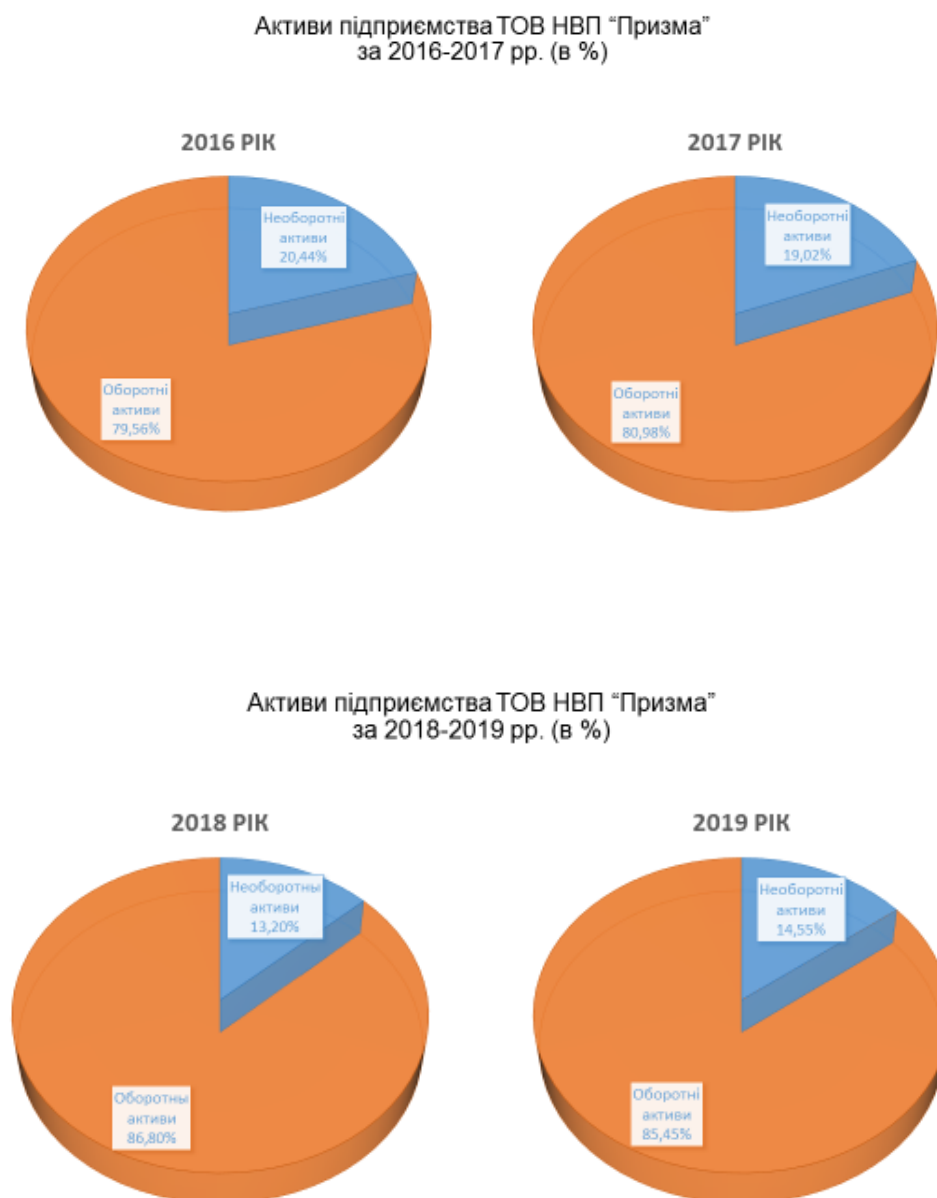 Активи підприємства ТОВ НВП “Призма”
за 2016-2017 рр. (в %)
2016 РІК
2017 РІК
Необоротні
активи
20,44%
Необоротні
активи
19,02%
Оборотні
активи
79,56%
Оборотні
активи
80,98%
Активи підприємства ТОВ НВП “Призма”
за 2018-2019 рр. (в %)
2018 РІК
2019 РІК
Необоротны
активи
13,20%
Необоротні
активи
14,55%
Оборотны
активи
86,80%
Оборотні
активи
85,45%